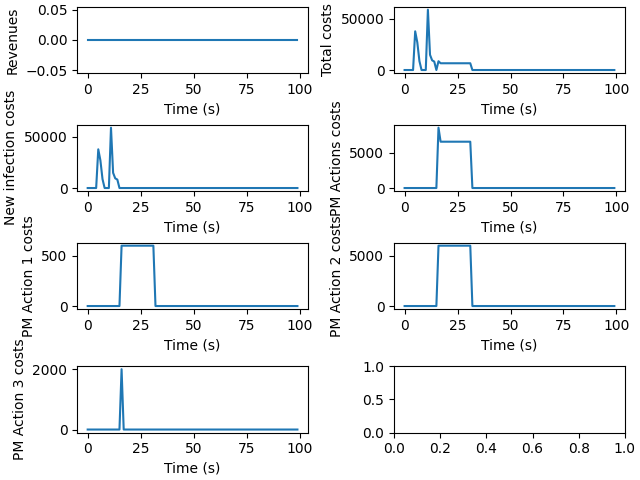 Revenues
0.05
0.00
−0.05
0 25 50 75 100
Time (s)
Total costs
50000
0
0 25 50 75 100
Time (s)
New infection costs
50000
0
0 25 50 75 100
Time (s)
PM Actions costs
5000
0
0 25 50 75 100
Time (s)
PM Action 1 costs
500
0
0 25 50 75 100
Time (s)
PM Action 2 costs
5000
0
0 25 50 75 100
Time (s)
PM Action 3 costs
2000
0
0 25 50 75 100
Time (s)
1.0
0.5
0.0
0.0 0.2 0.4 0.6 0.8 1.0